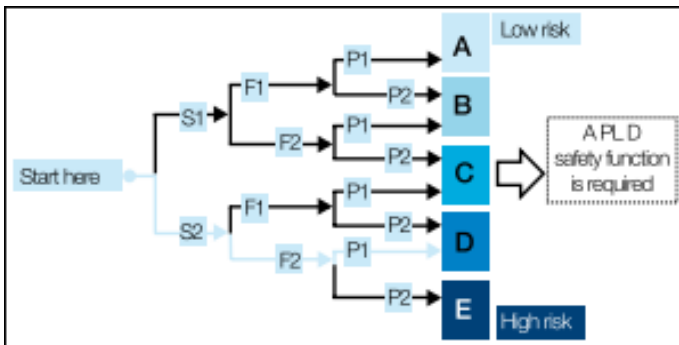 Low risk
A
P1
F1
P2
B
S1
P1
F2
P2
C
A PL D
safety function
is required
Start here
P1
F1
S2
P2
D
F2
P1
P2
E
High risk